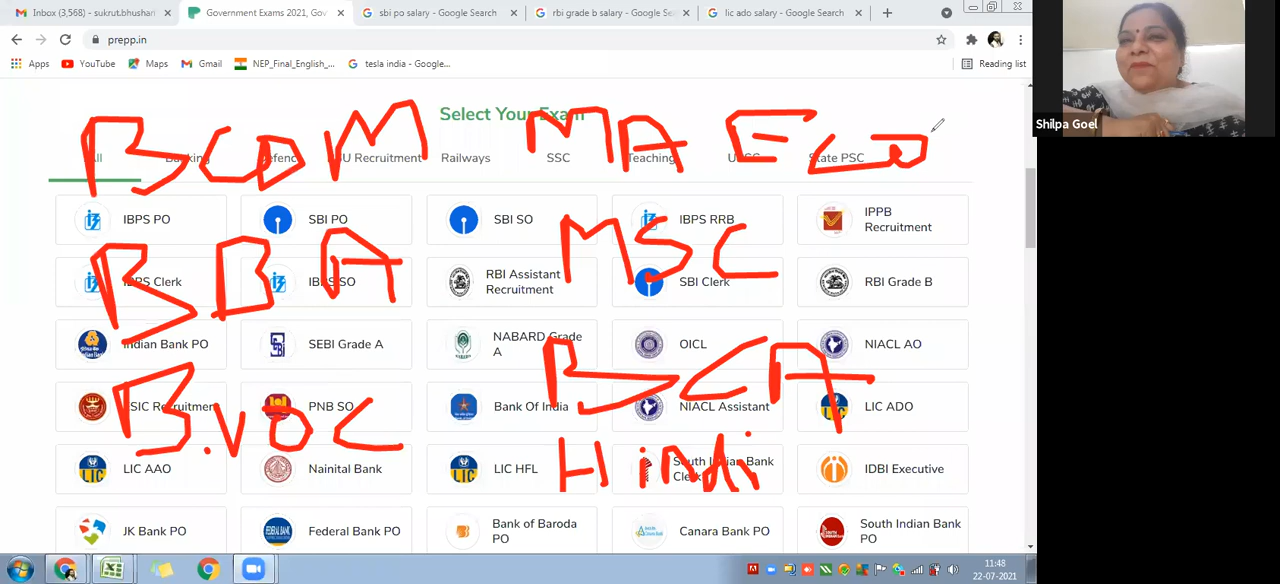 Inbox (3,568) - sukrut.bhushan
Government Exams 2021, Gov
sbi po salary - Google Search
rbi grade b salary - Google Sea
lic ado salary - Google Search
prepp.in
Apps YouTube Maps Gmail NEP_Final_English_... tesla india - Google... Reading list
Select Your Exam
All Banking Defence PSU Recruitment Railways SSC Teaching UPSC State PSC
BCOM MA Eco
IBPS PO SBI PO SBI SO IBPS RRB IPPB Recruitment
B.BA MSC
IBPS Clerk IBPS SO RBI Assistant Recruitment SBI Clerk RBI Grade B
Indian Bank PO SEBI Grade A NABARD Grade A OICL NIACL AO
B.VOC BCA
ESIC Recruitment PNB SO Bank Of India NIACL Assistant LIC ADO
Hindi
LIC AAO Nainital Bank LIC HFL South Indian Bank Clerk IDBI Executive
JK Bank PO Federal Bank PO Bank of Baroda PO Canara Bank PO South Indian Bank PO
Shilpa Goel
11:48
22-07-2021